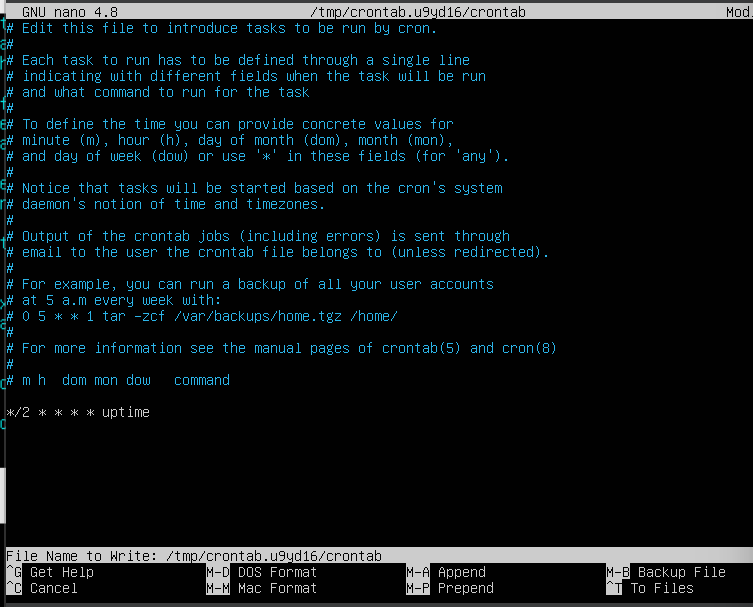 GNU nano 4.8 /tmp/crontab.u9yd16/crontab Mod
# Edit this file to introduce tasks to be run by cron.
#
# Each task to run has to be defined through a single line
# indicating with different fields when the task will be run
# and what command to run for the task
#
# To define the time you can provide concrete values for
# minute (m), hour (h), day of month (dom), month (mon),
# and day of week (dow) or use '*' in these fields (for 'any').
#
# Notice that tasks will be started based on the cron's system
# daemon's notion of time and timezones.
#
# Output of the crontab jobs (including errors) is sent through
# email to the user the crontab file belongs to (unless redirected).
#
# For example, you can run a backup of all your user accounts
# at 5 a.m every week with:
# 0 5 * * 1 tar -zcf /var/backups/home.tgz /home/
#
# For more information see the manual pages of crontab(5) and cron(8)
#
# m h  dom mon dow   command
*/2 * * * * uptime
File Name to Write: /tmp/crontab.u9yd16/crontab
^G Get Help M-D DOS Format M-A Append M-B Backup File
^C Cancel M-M Mac Format M-P Prepend ^T To Files